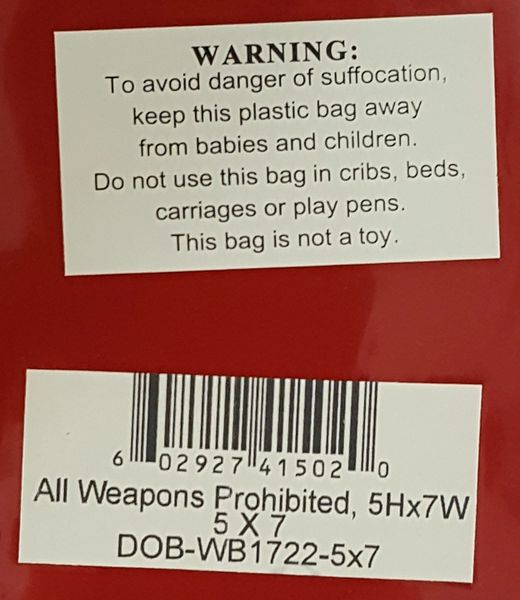 WARNING:
To avoid danger of suffocation,
keep this plastic bag away
from babies and children.
Do not use this bag in cribs, beds,
carriages or play pens.
This bag is not a toy.
6 02927 41502 0
All Weapons Prohibited, 5Hx7W
5 X 7
DOB-WB1722-5x7